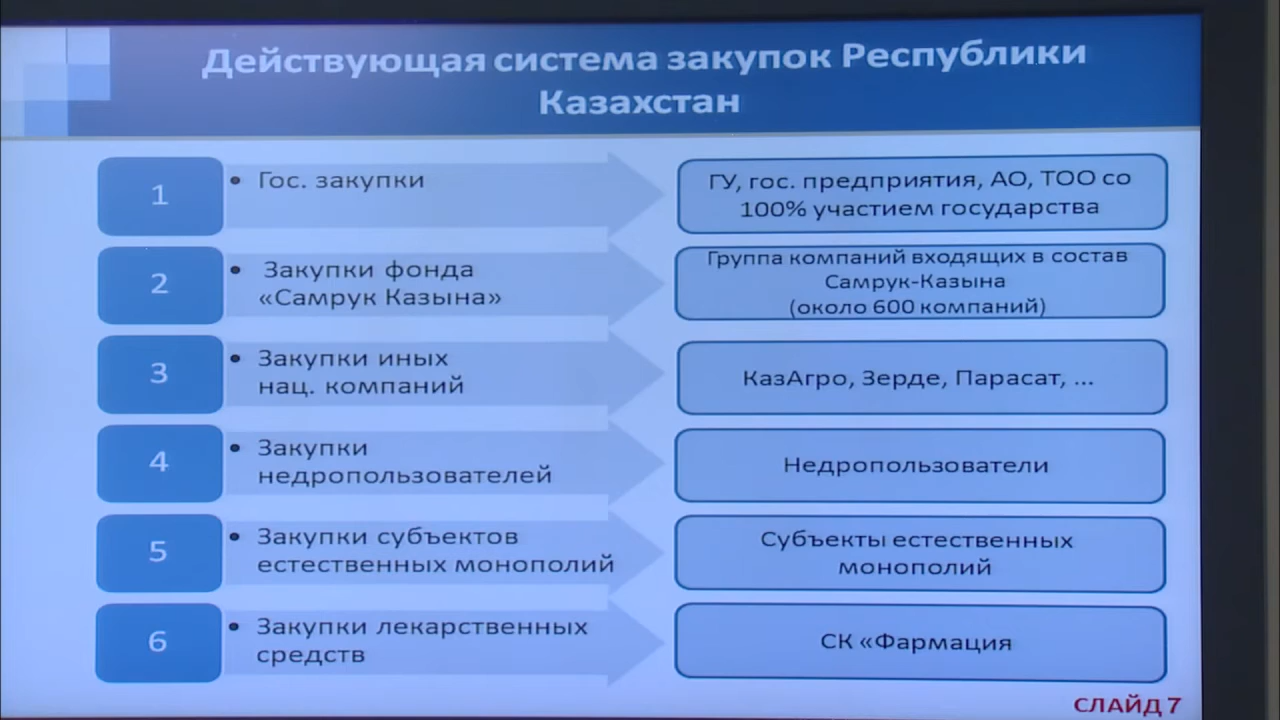 Действующая система закупок Республики
Казахстан
1
• Гос. закупки
ГУ, гос. предприятия, АО, ТОО со
100% участием государства
2
• Закупки фонда
«Самрук Казына»
Группа компаний входящих в состав
Самрук-Казына
(около 600 компаний)
3
• Закупки иных
нац. компаний
КазАгро, Зерде, Парасат, ...
4
• Закупки
недропользователей
Недропользователи
5
• Закупки субъектов
естественных монополий
Субъекты естественных
монополий
6
• Закупки лекарственных
средств
СК «Фармация
СЛАЙД 7